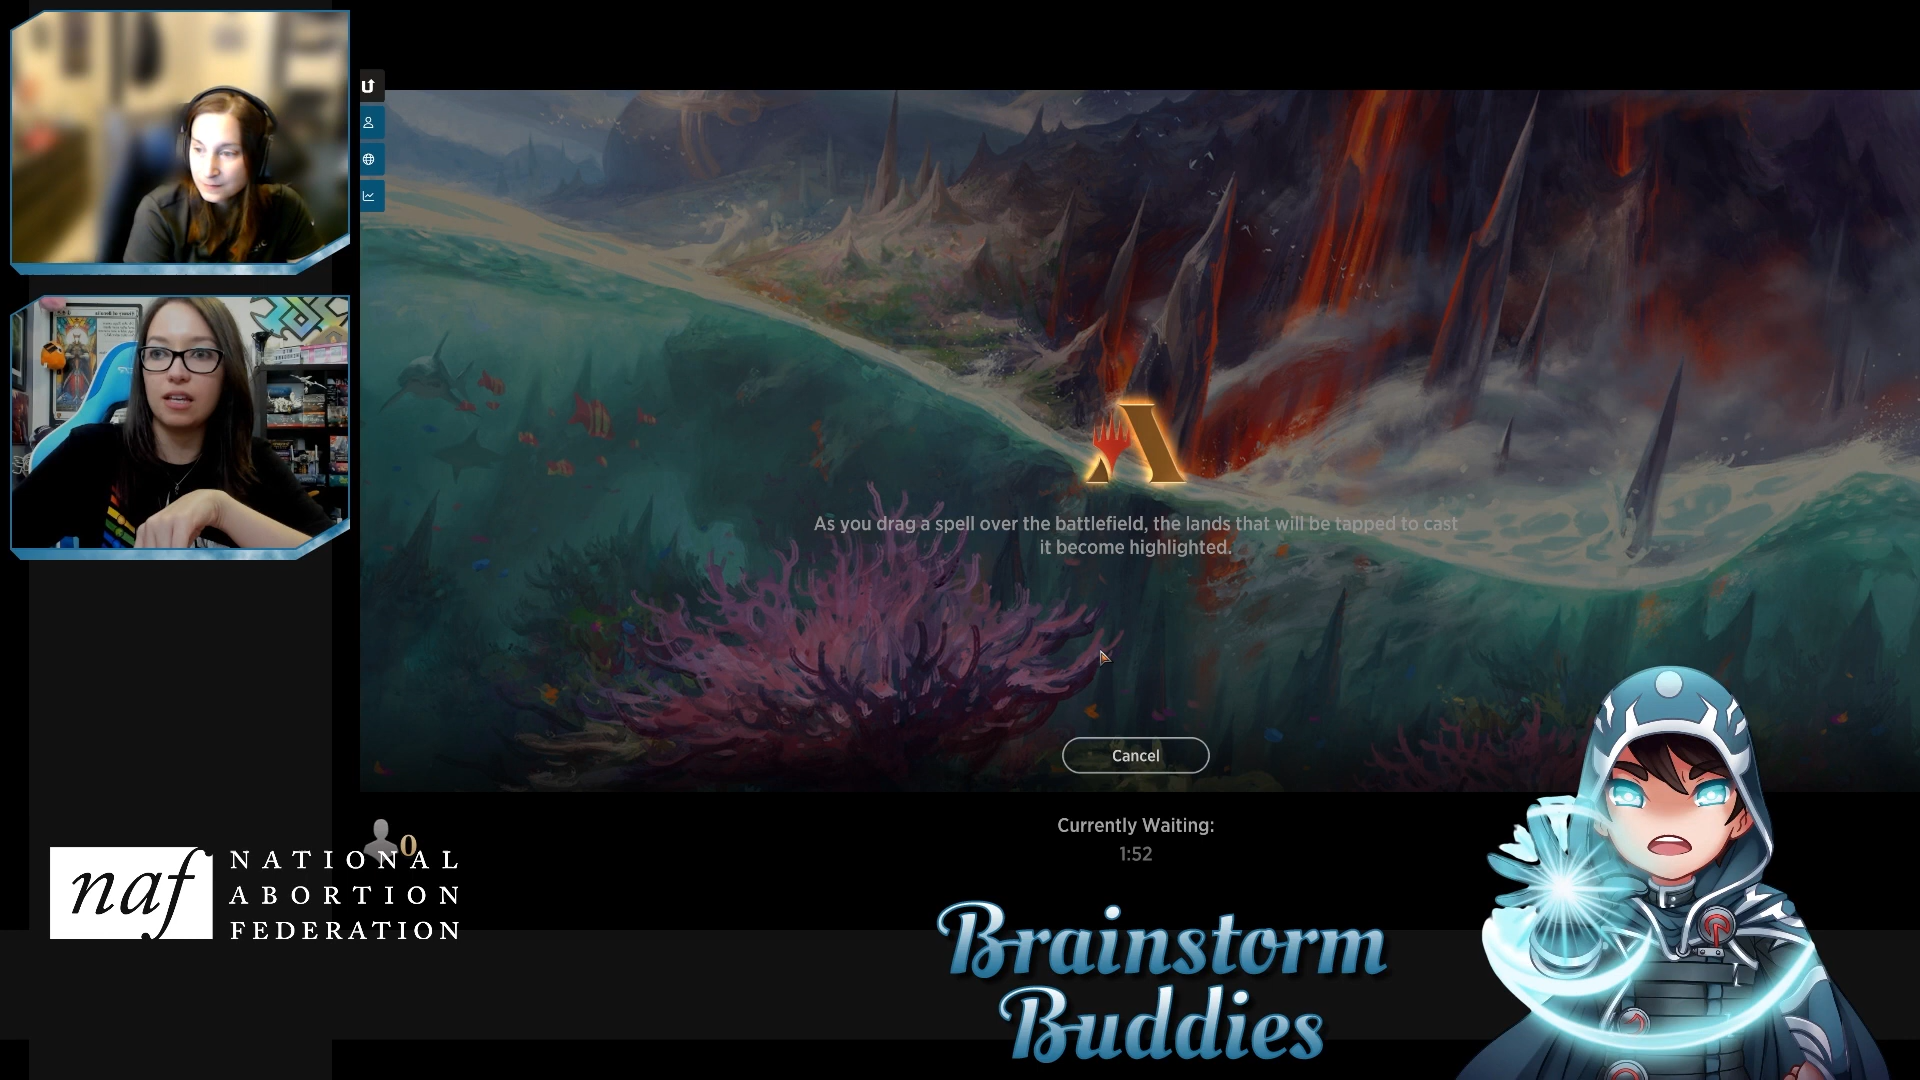 As you drag a spell over the battlefield, the lands that will be tapped to cast
it become highlighted.
Cancel
Currently Waiting:
1:52
0
naf
NATIONAL
ABORTION
FEDERATION
Brainstorm
Buddies